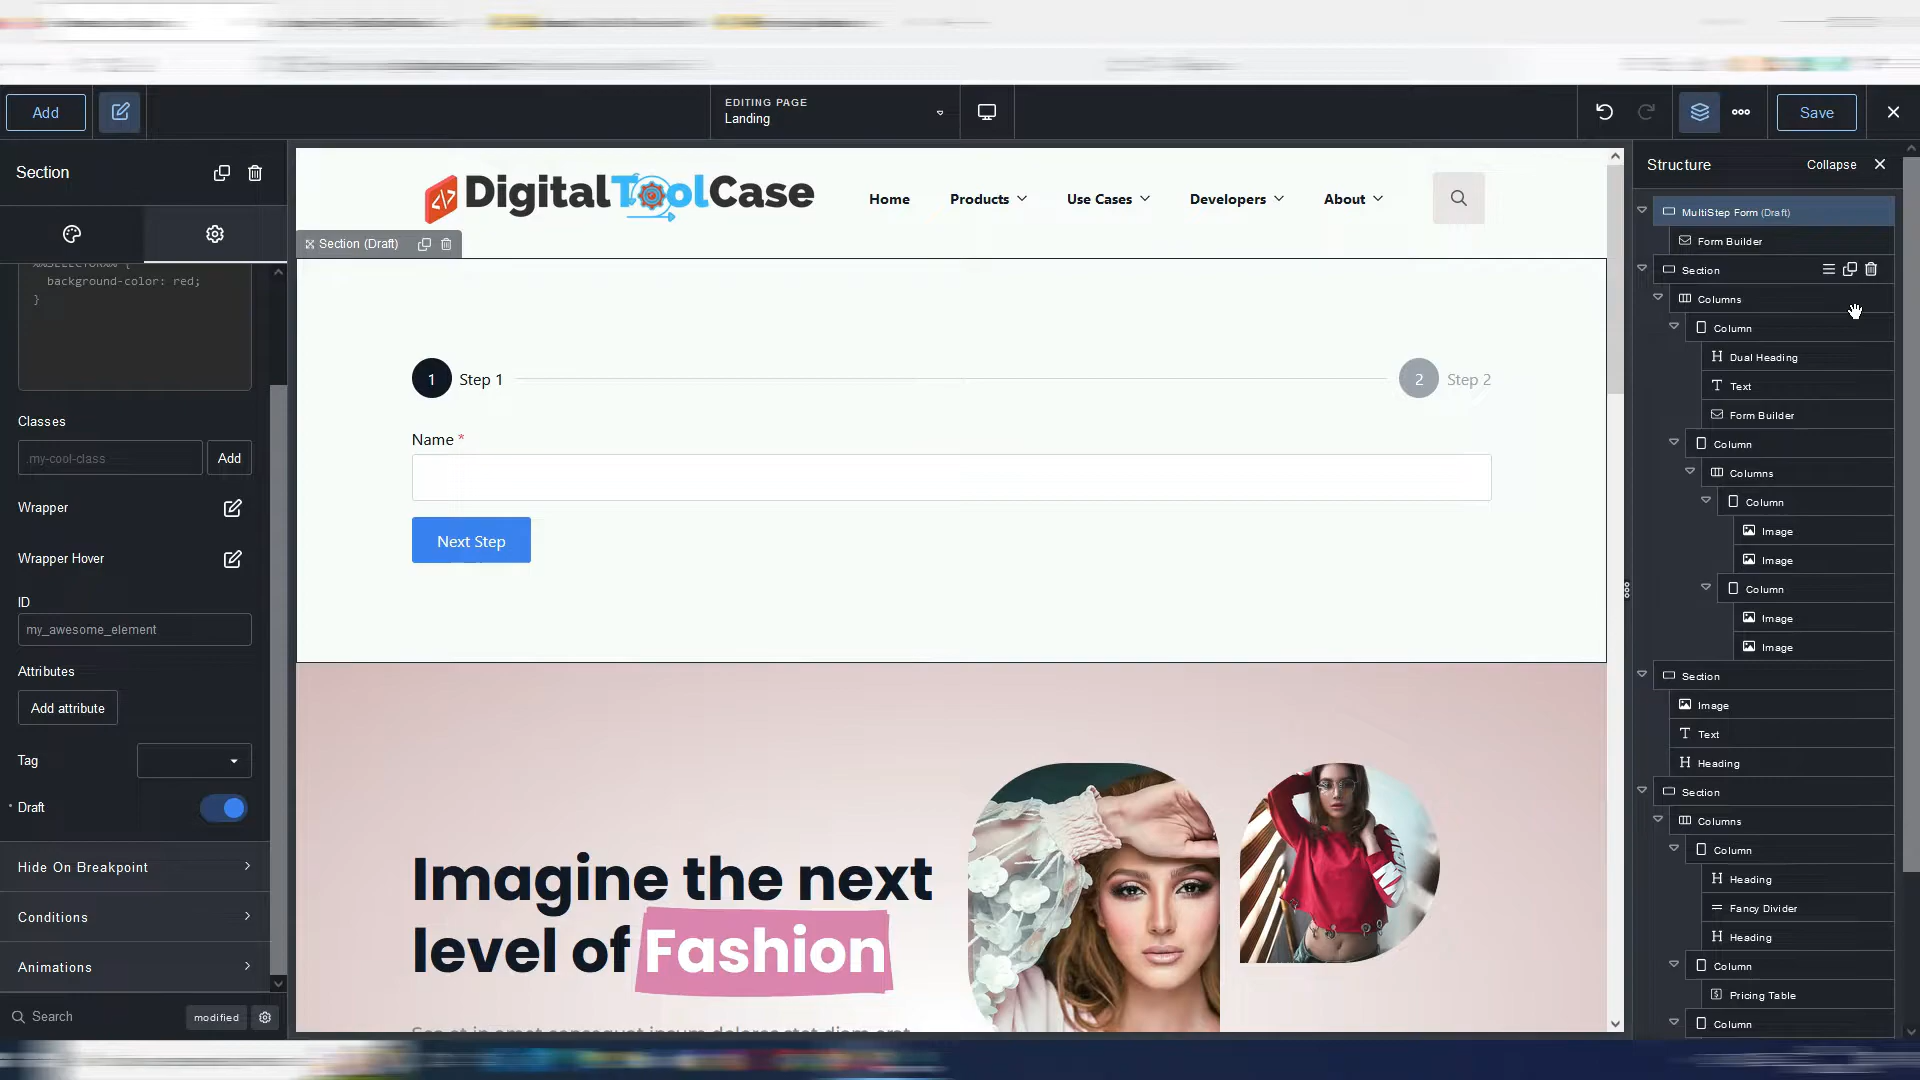 Add
EDITING PAGE
Landing
Save
Section
background-color: red;
}
Classes
.my-cool-class
Add
Wrapper
Wrapper Hover
ID
my_awesome_element
Attributes
Add attribute
Tag
Draft
Hide On Breakpoint
Conditions
Animations
Search
modified
DigitalToolCase
Home
Products
Use Cases
Developers
About
Section (Draft)
1
Step 1
2
Step 2
Name *
Next Step
Imagine the next
level of Fashion
Structure
Collapse
MultiStep Form (Draft)
Form Builder
Section
Columns
Column
Dual Heading
Text
Form Builder
Column
Columns
Column
Image
Image
Column
Image
Image
Section
Image
Text
Heading
Section
Columns
Column
Heading
Fancy Divider
Heading
Column
Pricing Table
Column